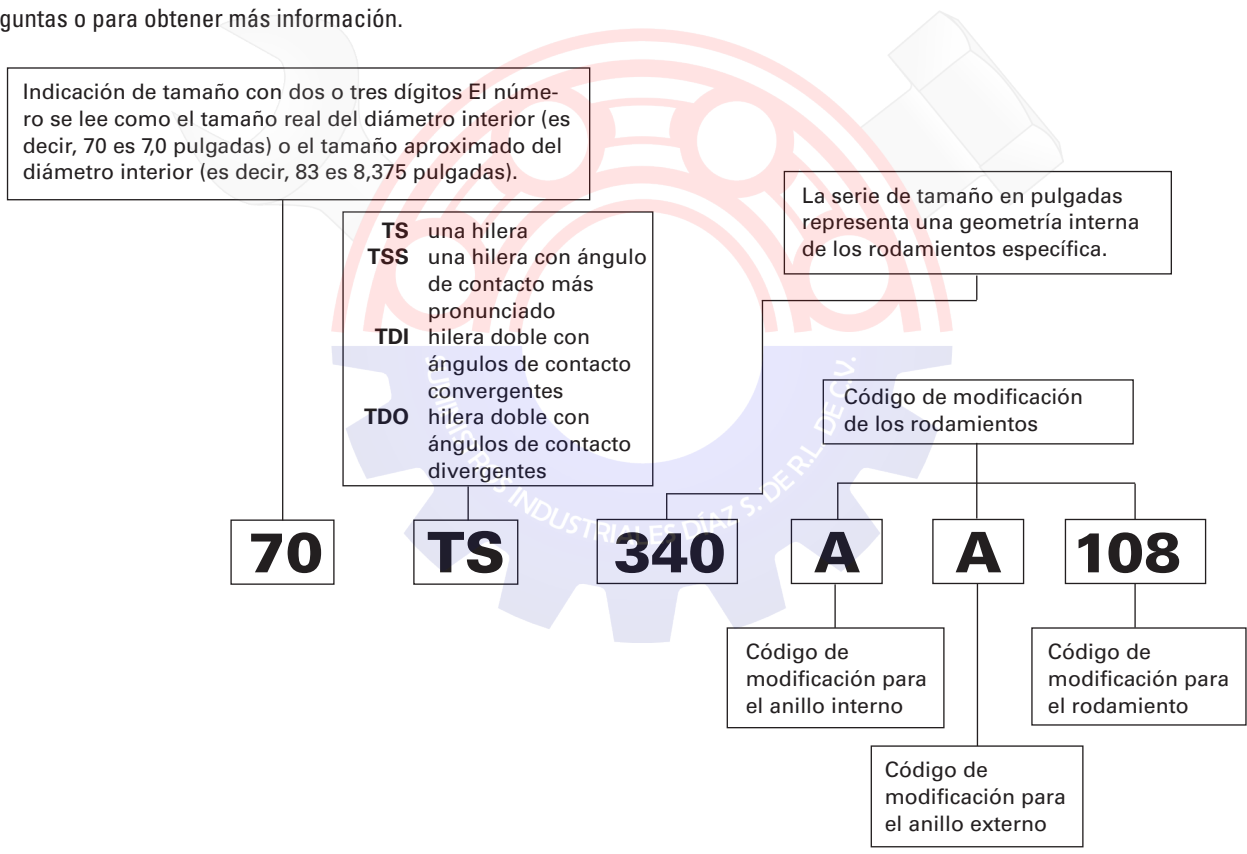 guntas o para obtener más información.
Indicación de tamaño con dos o tres dígitos El núme-
ro se lee como el tamaño real del diámetro interior (es
decir, 70 es 7,0 pulgadas) o el tamaño aproximado del
diámetro interior (es decir, 83 es 8,375 pulgadas).
La serie de tamaño en pulgadas
representa una geometría interna
de los rodamientos específica.
TS una hilera
TSS una hilera con ángulo
de contacto más
pronunciado
TDI hilera doble con
ángulos de contacto
convergentes
TDO hilera doble con
ángulos de contacto
divergentes
Código de modificación
de los rodamientos
70 TS 340 A A 108
Código de
modificación para
el anillo interno
Código de
modificación para
el rodamiento
Código de
modificación para
el anillo externo
INDUSTRIALES DÍAZ S. DE R.L. DE C.V.